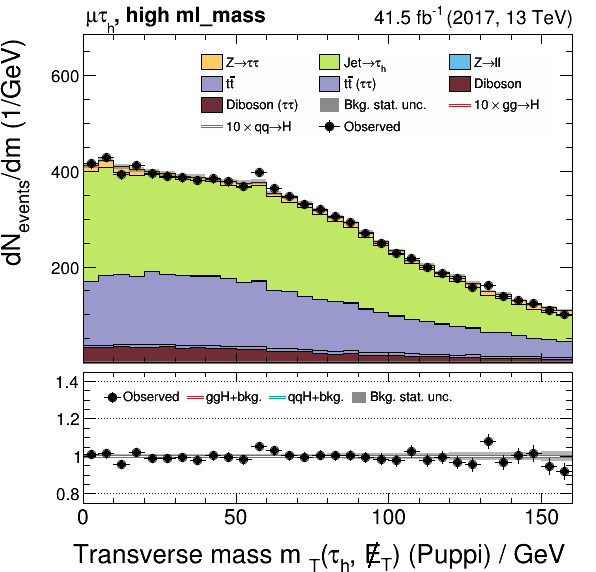 μτh, high ml_mass
41.5 fb-1 (2017, 13 TeV)
dNevents/dm (1/GeV)
600
400
200
Z→ττ Jet→τh Z→ll
tt̄ tt̄ (ττ) Diboson
Diboson (ττ) Bkg. stat. unc. 10 × gg→H
10 × qq→H Observed
1.4
1.2
1.0
0.8
Observed ggH+bkg. qqH+bkg. Bkg. stat. unc.
0 50 100 150
Transverse mass m T(τh, E̸T) (Puppi) / GeV